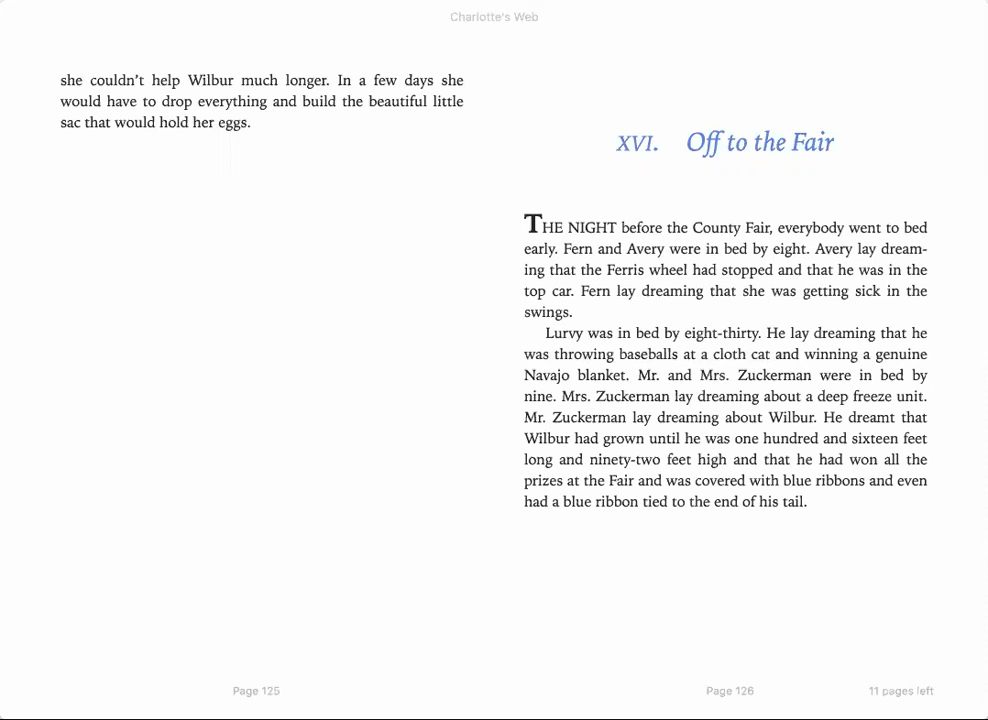 Charlotte's Web
she couldn't help Wilbur much longer. In a few days she
would have to drop everything and build the beautiful little
sac that would hold her eggs.
XVI. Off to the Fair
THE NIGHT before the County Fair, everybody went to bed
early. Fern and Avery were in bed by eight. Avery lay dream-
ing that the Ferris wheel had stopped and that he was in the
top car. Fern lay dreaming that she was getting sick in the
swings.
Lurvy was in bed by eight-thirty. He lay dreaming that he
was throwing baseballs at a cloth cat and winning a genuine
Navajo blanket. Mr. and Mrs. Zuckerman were in bed by
nine. Mrs. Zuckerman lay dreaming about a deep freeze unit.
Mr. Zuckerman lay dreaming about Wilbur. He dreamt that
Wilbur had grown until he was one hundred and sixteen feet
long and ninety-two feet high and that he had won all the
prizes at the Fair and was covered with blue ribbons and even
had a blue ribbon tied to the end of his tail.
Page 125
Page 126
11 pages left